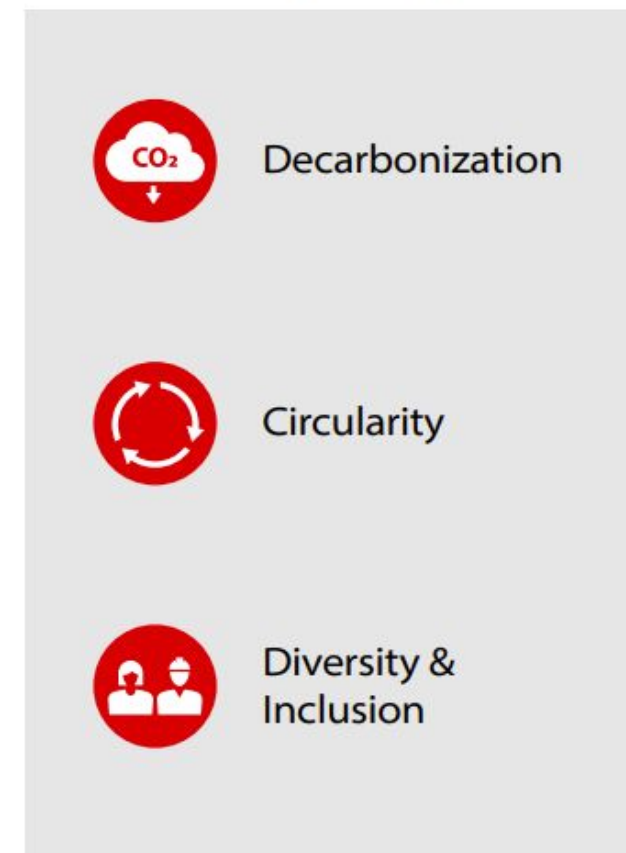 CO₂
Decarbonization
Circularity
Diversity &
Inclusion